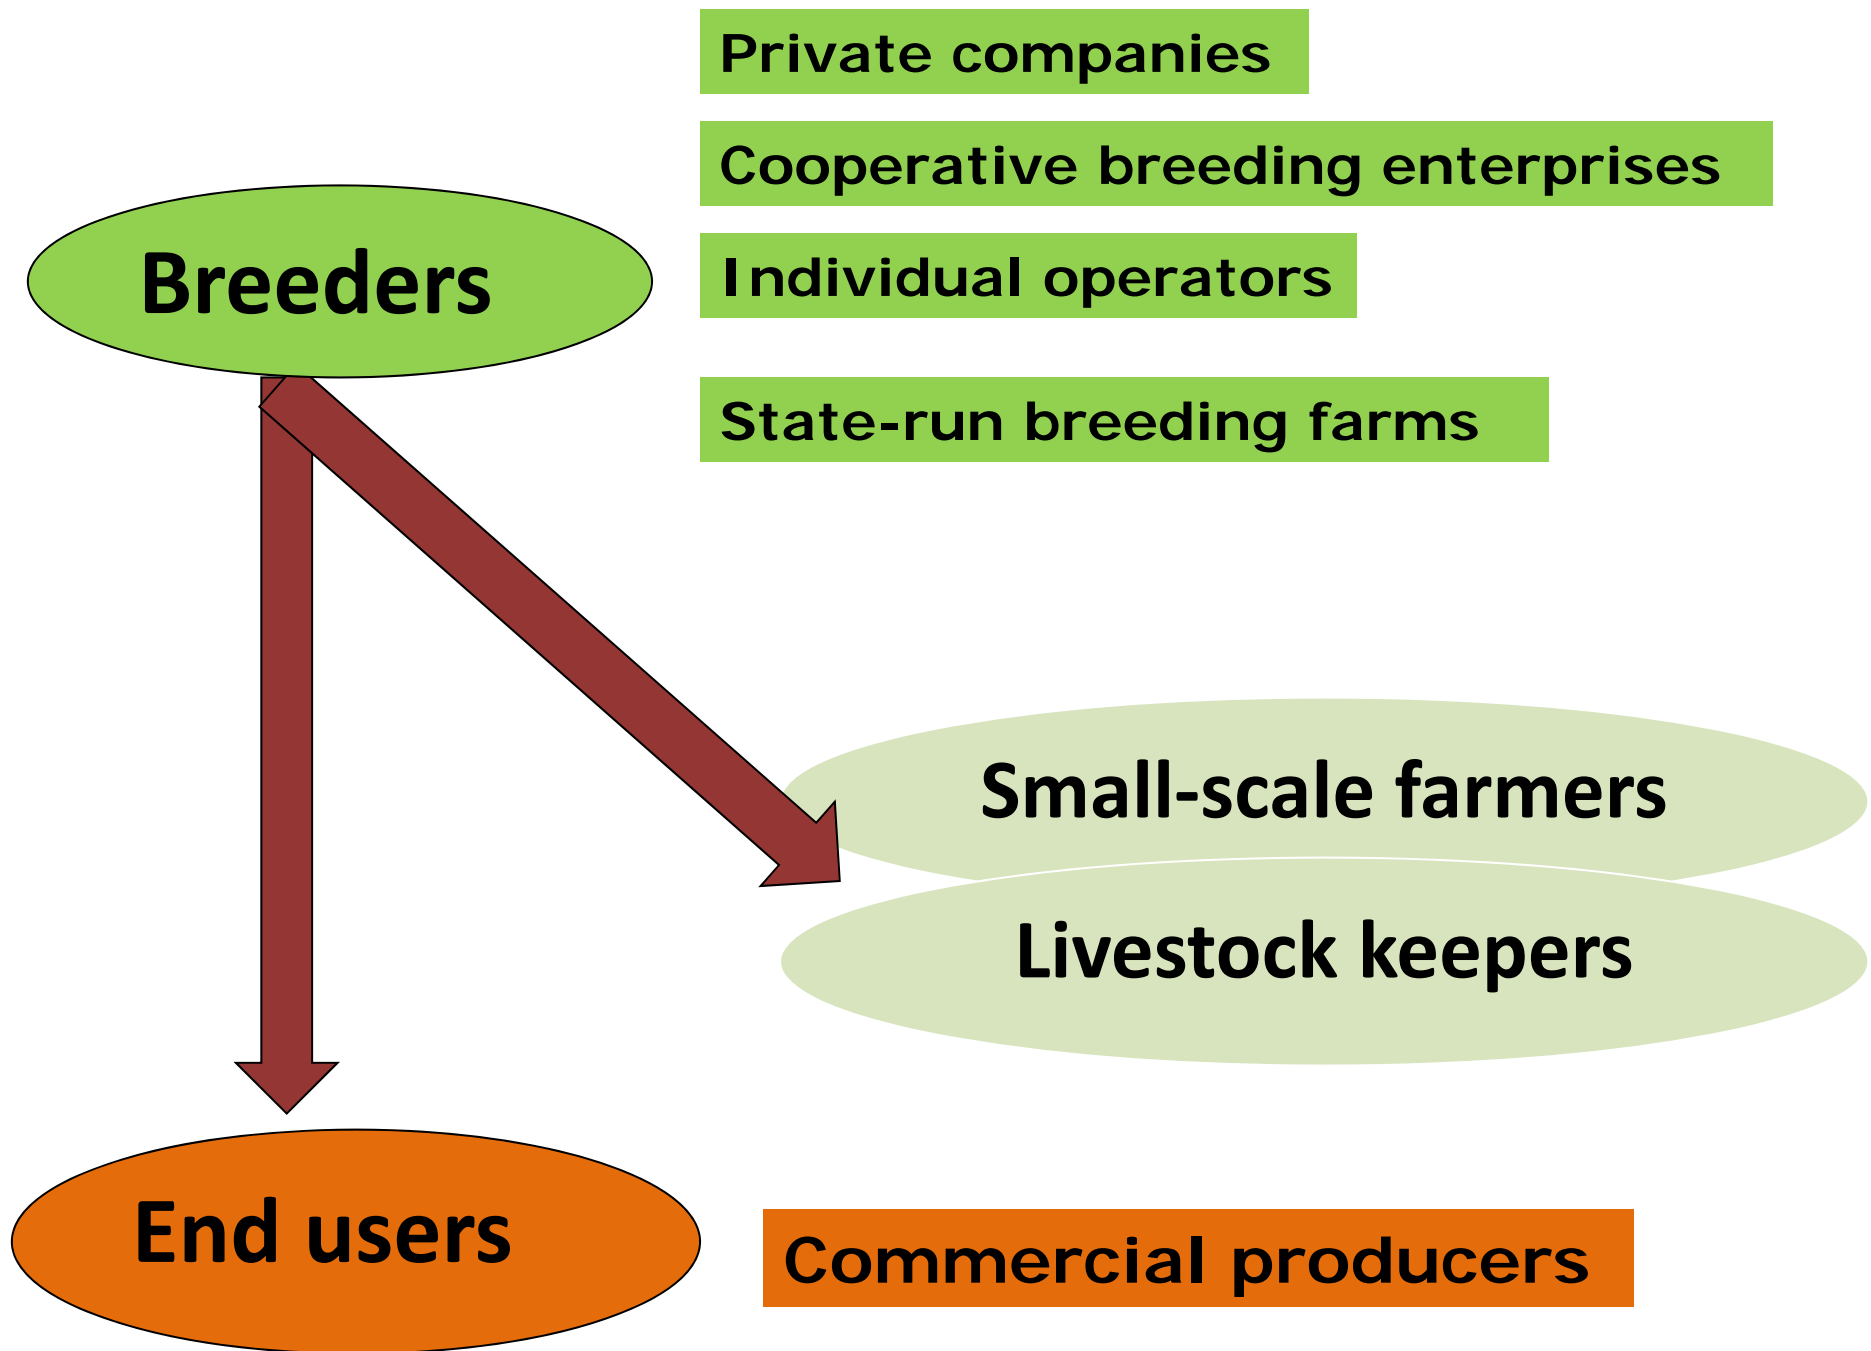 Private companies
Cooperative breeding enterprises
Breeders
Individual operators
State-run breeding farms
Small-scale farmers
Livestock keepers
End users
Commercial producers